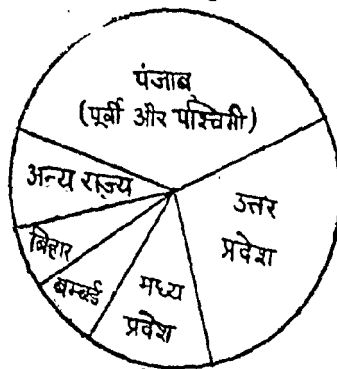 पंजाब
(पूर्वी और पश्चिमी)
अन्य राज्य
उत्तर
प्रदेश
बिहार
बम्बई
मध्य
प्रदेश